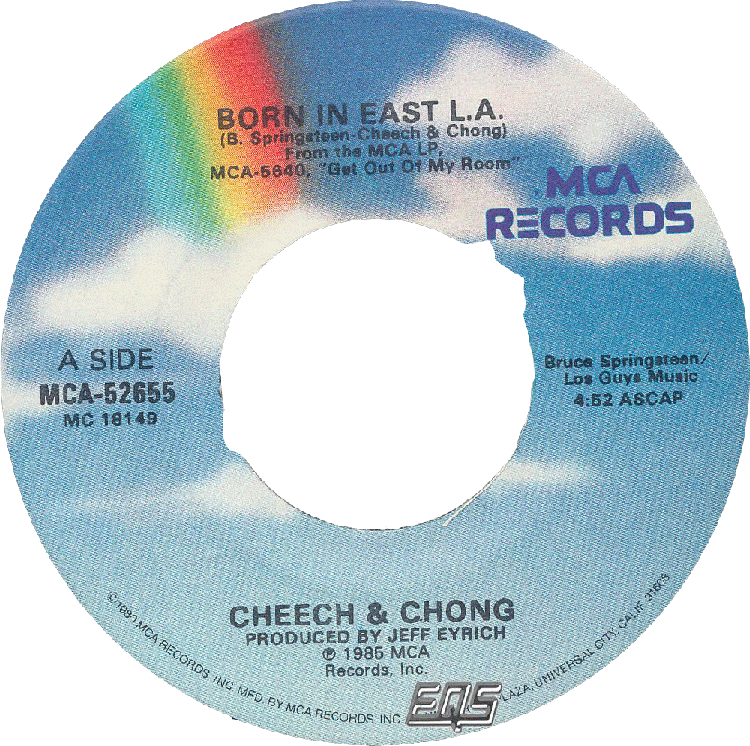 BORN IN EAST L.A.
(B. Springsteen-Cheech & Chong)
From the MCA LP,
MCA-5640, "Get Out Of My Room"
MCA
RECORDS
A SIDE
MCA-52655
MC 18149
Bruce Springsteen/
Los Guys Music
4:52 ASCAP
CHEECH & CHONG
PRODUCED BY JEFF EYRICH
℗ 1985 MCA
Records, Inc.
©1980 MCA RECORDS, INC. MFD. BY MCA RECORDS, INC. PLAZA, UNIVERSAL CITY, CALIF.
EQS